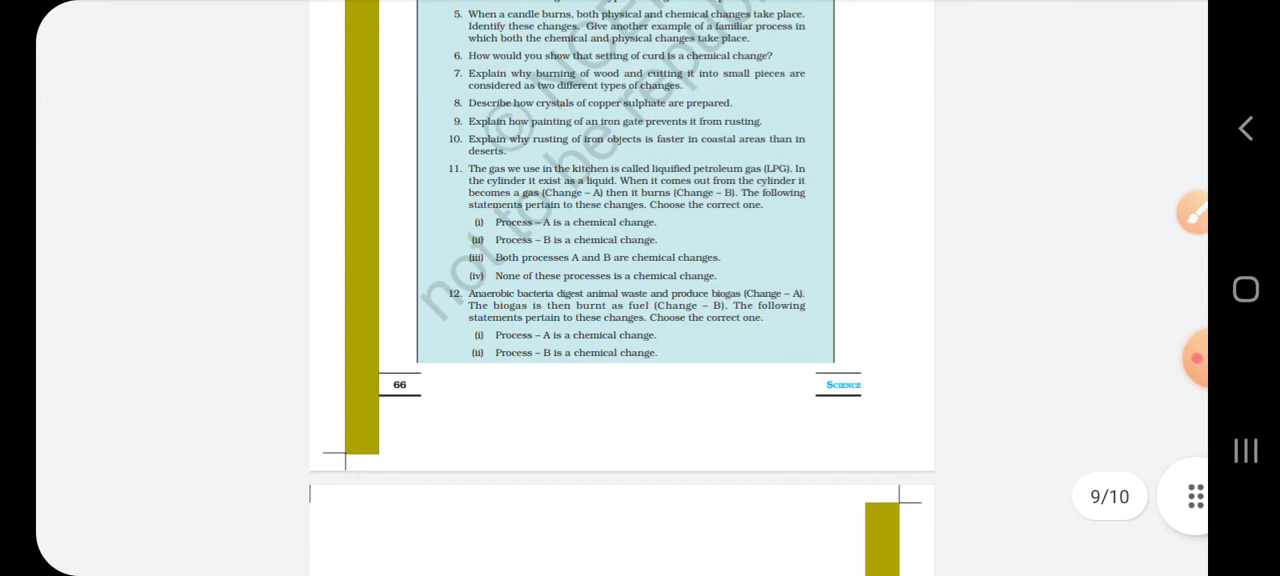 5. When a candle burns, both physical and chemical changes take place.
Identify these changes. Give another example of a familiar process in
which both the chemical and physical changes take place.
6. How would you show that setting of curd is a chemical change?
7. Explain why burning of wood and cutting it into small pieces are
considered as two different types of changes.
8. Describe how crystals of copper sulphate are prepared.
9. Explain how painting of an iron gate prevents it from rusting.
10. Explain why rusting of iron objects is faster in coastal areas than in
deserts.
11. The gas we use in the kitchen is called liquified petroleum gas (LPG). In
the cylinder it exist as a liquid. When it comes out from the cylinder it
becomes a gas (Change – A) then it burns (Change – B). The following
statements pertain to these changes. Choose the correct one.
(i) Process – A is a chemical change.
(ii) Process – B is a chemical change.
(iii) Both processes A and B are chemical changes.
(iv) None of these processes is a chemical change.
12. Anaerobic bacteria digest animal waste and produce biogas (Change – A).
The biogas is then burnt as fuel (Change – B). The following
statements pertain to these changes. Choose the correct one.
(i) Process – A is a chemical change.
(ii) Process – B is a chemical change.
66
SCIENCE
© NCE
not to be repub
9/10